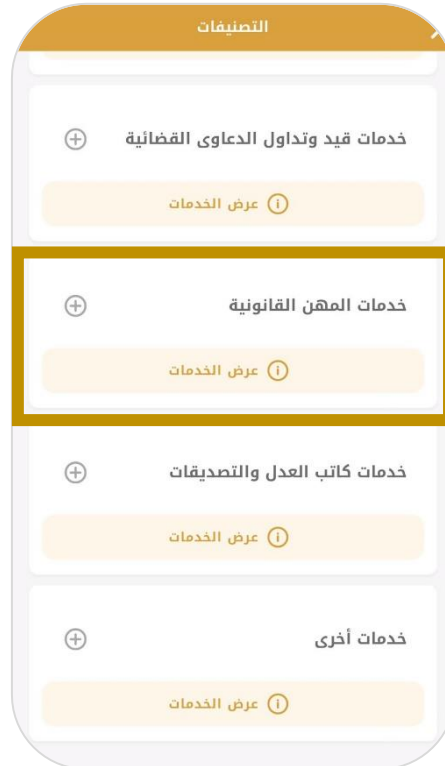 التصنيفات
خدمات قيد وتداول الدعاوى القضائية
عرض الخدمات
خدمات المهن القانونية
عرض الخدمات
خدمات كاتب العدل والتصديقات
عرض الخدمات
خدمات أخرى
عرض الخدمات